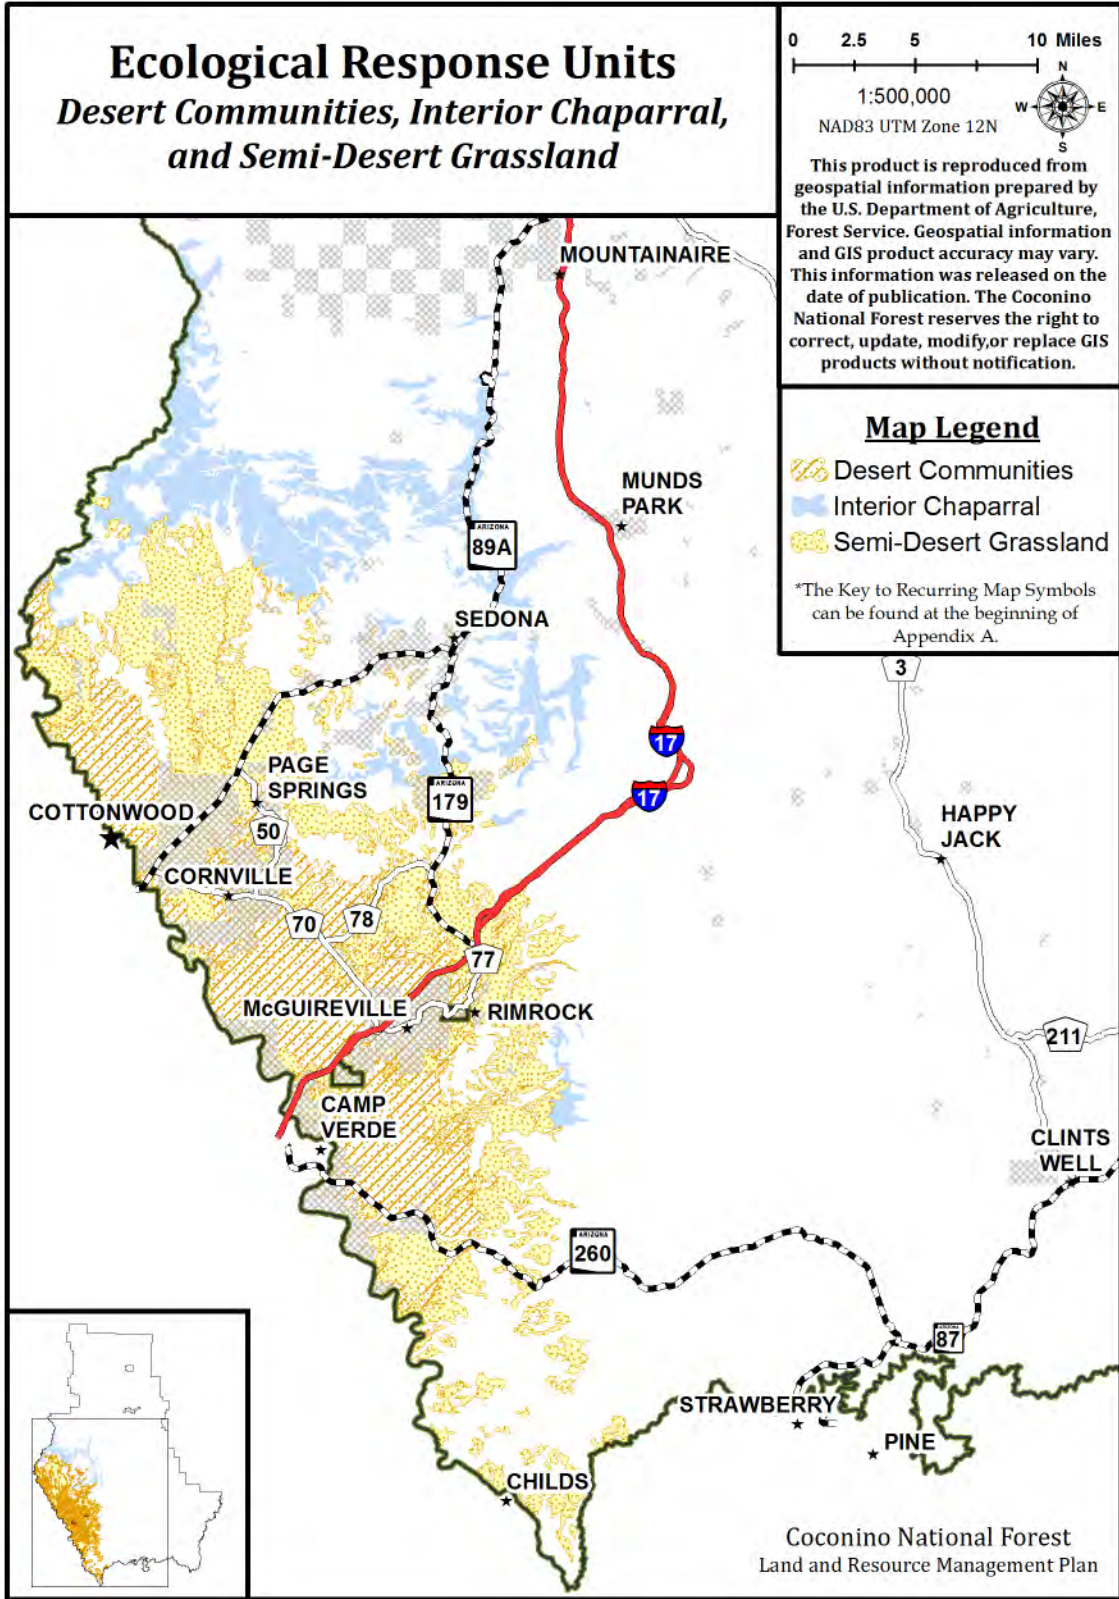 Ecological Response Units
Desert Communities, Interior Chaparral,
and Semi-Desert Grassland
0 2.5 5 10 Miles
1:500,000
NAD83 UTM Zone 12N
N
W E
S
This product is reproduced from
geospatial information prepared by
the U.S. Department of Agriculture,
Forest Service. Geospatial information
and GIS product accuracy may vary.
This information was released on the
date of publication. The Coconino
National Forest reserves the right to
correct, update, modify,or replace GIS
products without notification.
Map Legend
Desert Communities
Interior Chaparral
Semi-Desert Grassland
*The Key to Recurring Map Symbols
can be found at the beginning of
Appendix A.
MOUNTAINAIRE
MUNDS
PARK
ARIZONA
89A
SEDONA
3
17
17
PAGE
SPRINGS
ARIZONA
179
COTTONWOOD
50
HAPPY
JACK
CORNVILLE
70
78
77
McGUIREVILLE
RIMROCK
211
CAMP
VERDE
CLINTS
WELL
ARIZONA
260
ARIZONA
87
STRAWBERRY
PINE
CHILDS
Coconino National Forest
Land and Resource Management Plan